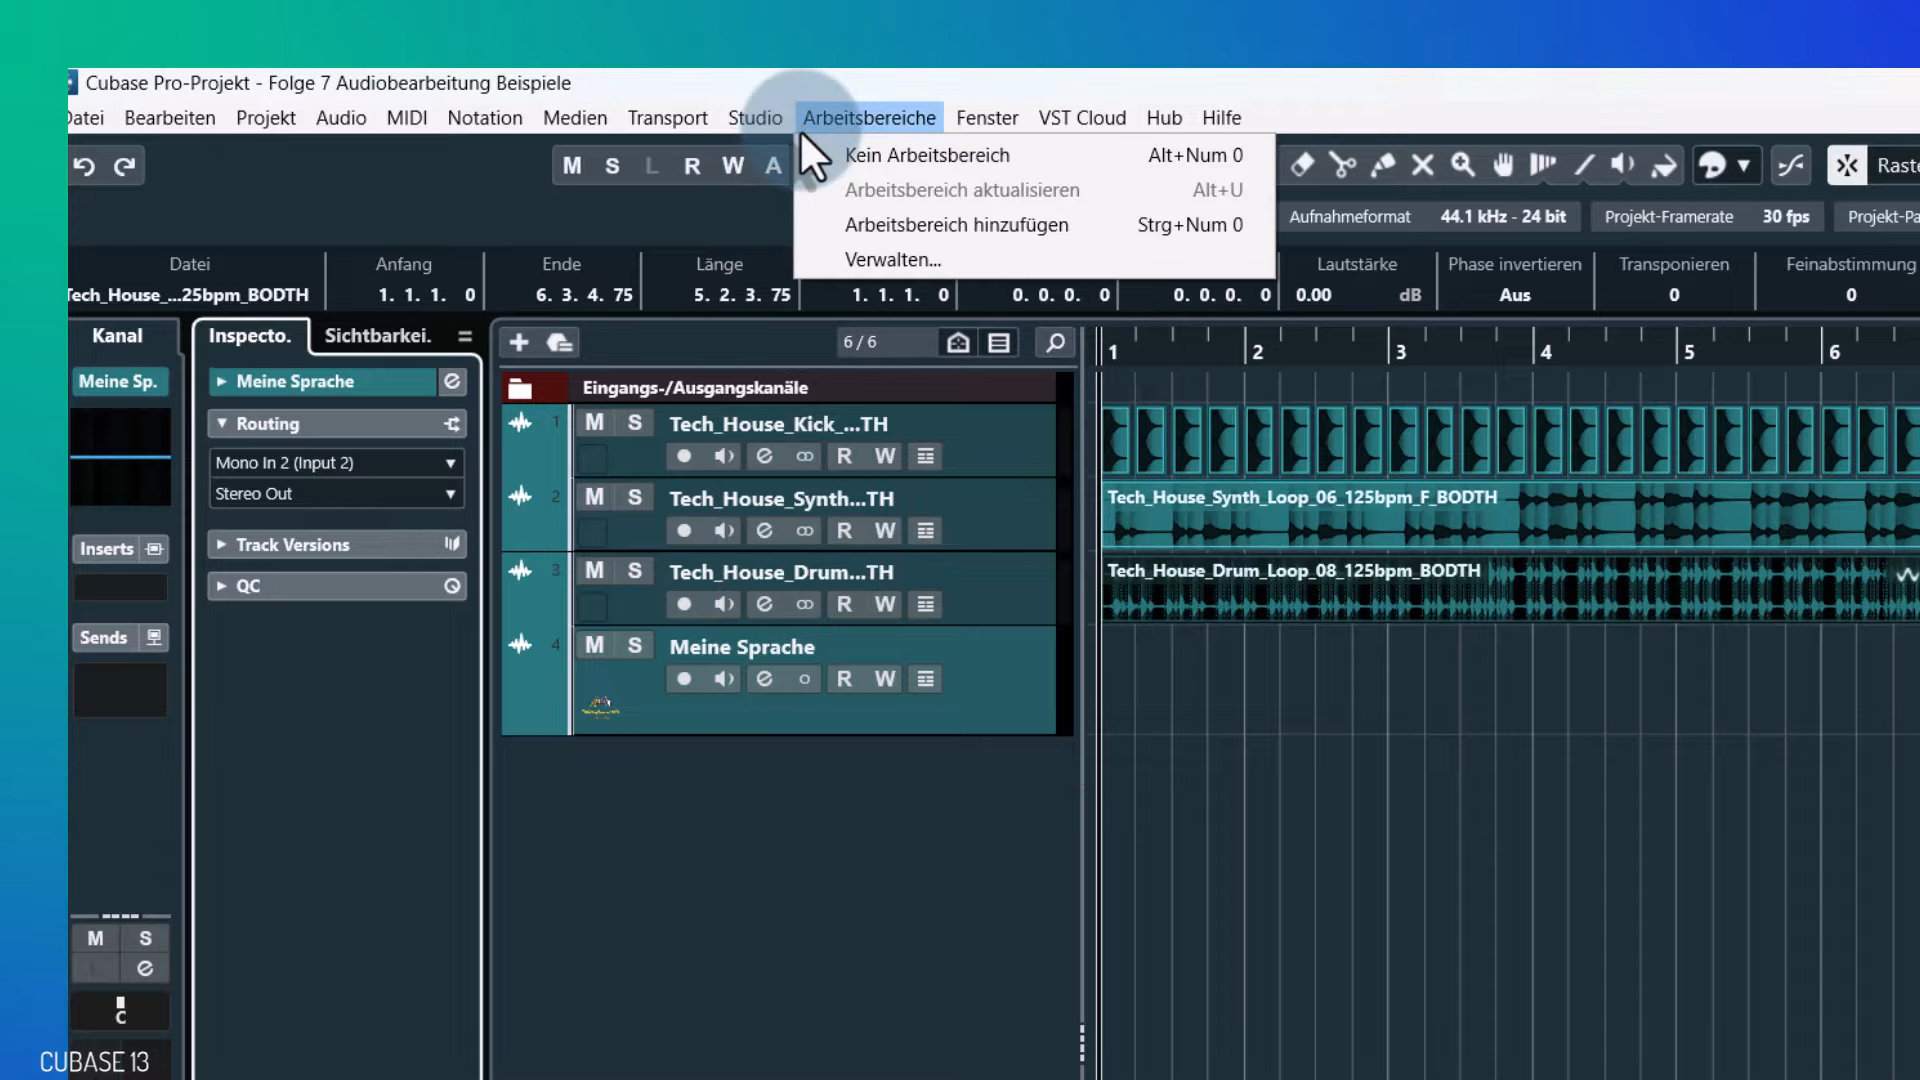 Cubase Pro-Projekt - Folge 7 Audiobearbeitung Beispiele
Datei Bearbeiten Projekt Audio MIDI Notation Medien Transport Studio Arbeitsbereiche Fenster VST Cloud Hub Hilfe
M S L R W A
Raste
Kein Arbeitsbereich Alt+Num 0
Arbeitsbereich aktualisieren Alt+U
Arbeitsbereich hinzufügen Strg+Num 0
Verwalten...
Aufnahmeformat 44.1 kHz - 24 bit Projekt-Framerate 30 fps Projekt-Pa
Datei Anfang Ende Länge Lautstärke Phase invertieren Transponieren Feinabstimmung
Tech_House_...25bpm_BODTH 1. 1. 1. 0 6. 3. 4. 75 5. 2. 3. 75 1. 1. 1. 0 0. 0. 0. 0 0. 0. 0. 0 0.00 dB Aus 0 0
Kanal Inspecto. Sichtbarkei.
6 / 6
1 2 3 4 5 6
Meine Sp. Meine Sprache
Eingangs-/Ausgangskanäle
Routing
Mono In 2 (Input 2)
Stereo Out
Inserts Track Versions
QC
Sends
1 M S Tech_House_Kick_...TH
R W
2 M S Tech_House_Synth...TH
R W
3 M S Tech_House_Drum...TH
R W
4 M S Meine Sprache
R W
Tech_House_Synth_Loop_06_125bpm_F_BODTH
Tech_House_Drum_Loop_08_125bpm_BODTH
M S
L
C
CUBASE 13